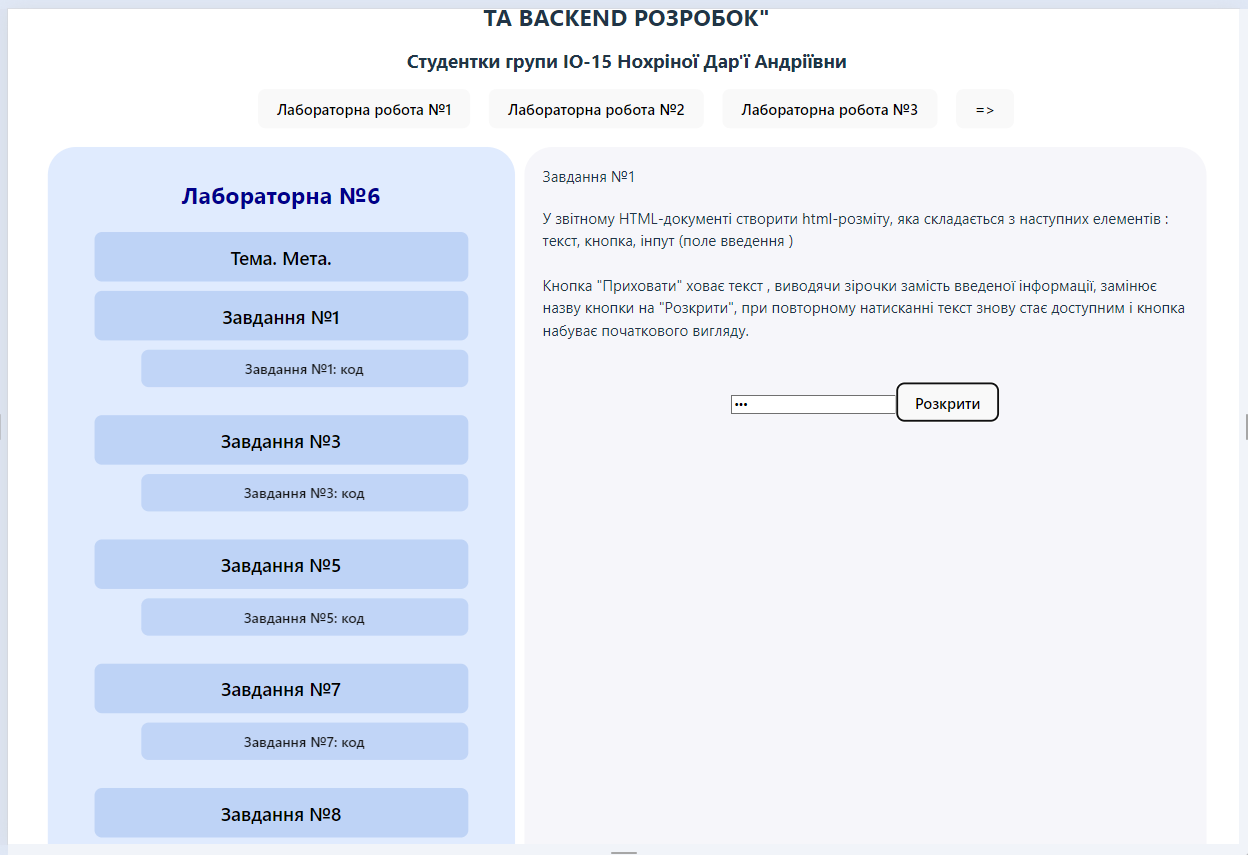 ТА BACKEND РОЗРОБОК"
Студентки групи ІО-15 Нохріної Дар'ї Андріївни
Лабораторна робота №1 Лабораторна робота №2 Лабораторна робота №3 =>
Лабораторна №6
Тема. Мета.
Завдання №1
Завдання №1: код
Завдання №3
Завдання №3: код
Завдання №5
Завдання №5: код
Завдання №7
Завдання №7: код
Завдання №8
Завдання №1
У звітному HTML-документі створити html-розміту, яка складається з наступних елементів :
текст, кнопка, інпут (поле введення )
Кнопка "Приховати" ховає текст , виводячи зірочки замість введеної інформації, замінює
назву кнопки на "Розкрити", при повторному натисканні текст знову стає доступним і кнопка
набуває початкового вигляду.
••• Розкрити